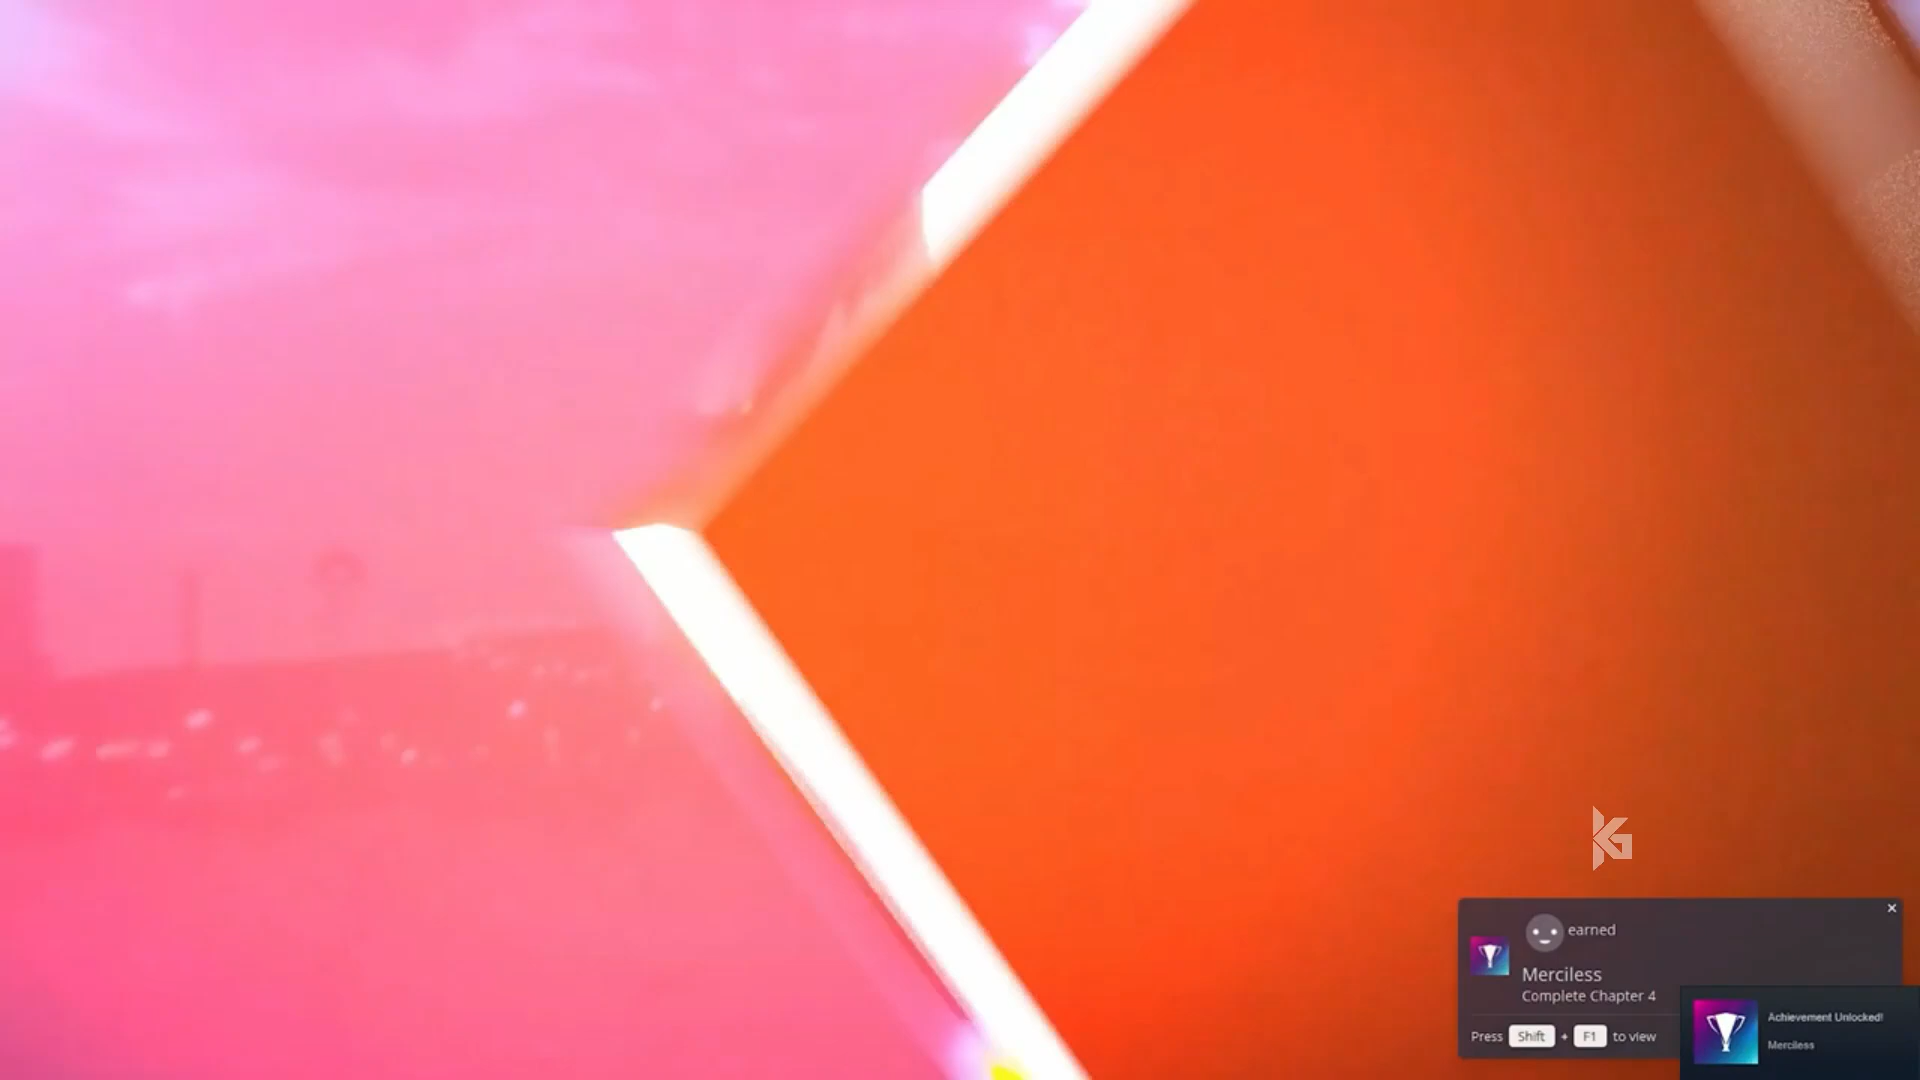 earned
Merciless
Complete Chapter 4
Press Shift + F1 to view
Achievement Unlocked!
Merciless